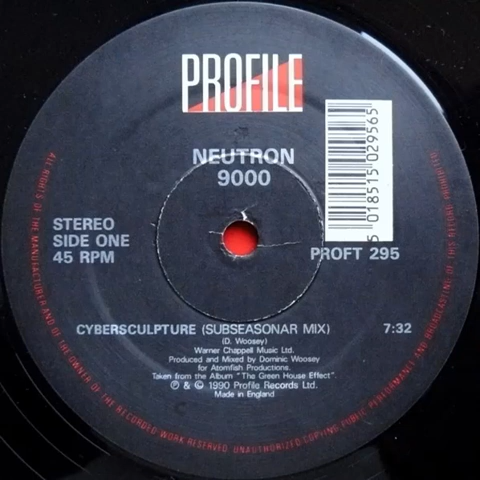 PROFILE
NEUTRON
9000
STEREO
SIDE ONE
45 RPM
5 018515 029565
PROFT 295
CYBERSCULPTURE (SUBSEASONAR MIX) 7:32
(D. Woosey)
Warner Chappell Music Ltd.
Produced and Mixed by Dominic Woosey
for Atomfish Productions.
Taken from the Album "The Green House Effect".
℗ & © 1990 Profile Records Ltd.
Made in England
ALL RIGHTS OF THE MANUFACTURER AND OF THE OWNER OF THE RECORDED WORK RESERVED. UNAUTHORIZED COPYING PUBLIC PERFORMANCE AND BROADCASTING OF THIS RECORD PROHIBITED